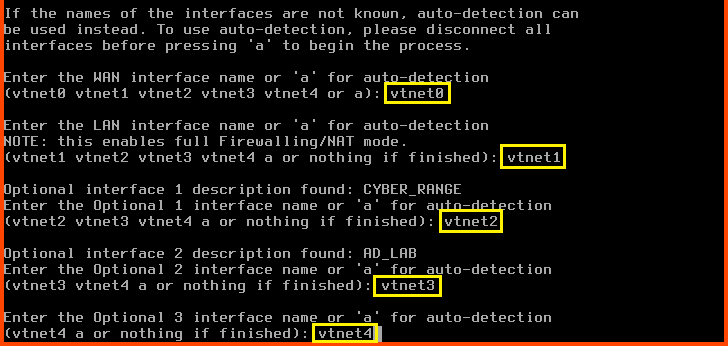 If the names of the interfaces are not known, auto-detection can
be used instead. To use auto-detection, please disconnect all
interfaces before pressing 'a' to begin the process.
Enter the WAN interface name or 'a' for auto-detection
(vtnet0 vtnet1 vtnet2 vtnet3 vtnet4 or a): vtnet0
Enter the LAN interface name or 'a' for auto-detection
NOTE: this enables full Firewalling/NAT mode.
(vtnet1 vtnet2 vtnet3 vtnet4 a or nothing if finished): vtnet1
Optional interface 1 description found: CYBER_RANGE
Enter the Optional 1 interface name or 'a' for auto-detection
(vtnet2 vtnet3 vtnet4 a or nothing if finished): vtnet2
Optional interface 2 description found: AD_LAB
Enter the Optional 2 interface name or 'a' for auto-detection
(vtnet3 vtnet4 a or nothing if finished): vtnet3
Enter the Optional 3 interface name or 'a' for auto-detection
(vtnet4 a or nothing if finished): vtnet4